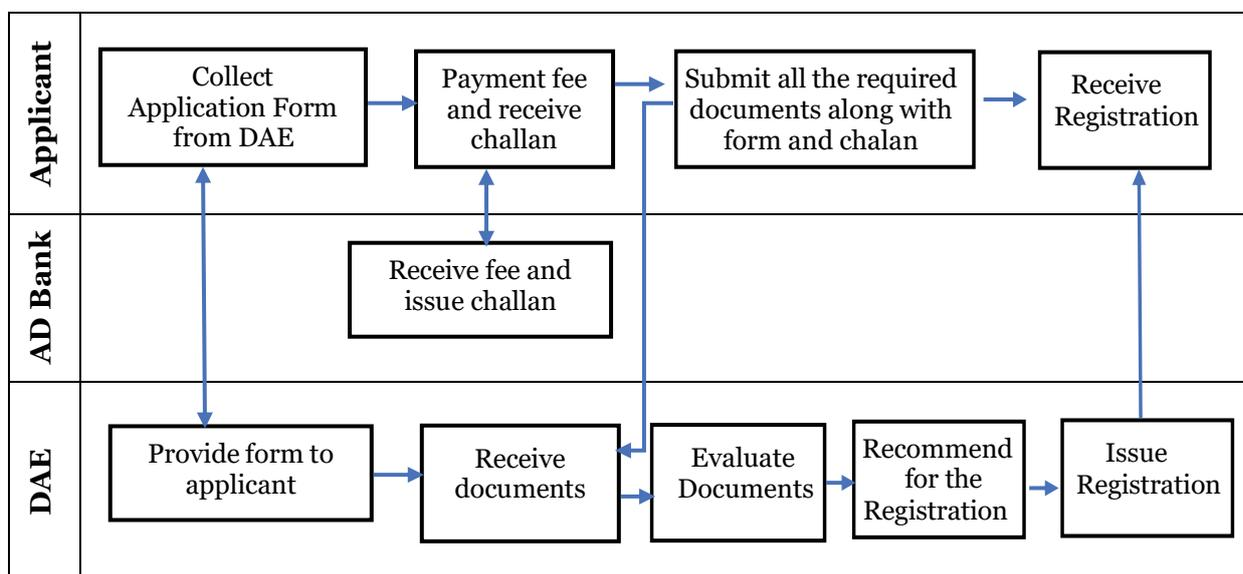 Applicant
Collect
Application Form
from DAE
Payment fee
and receive
challan
Submit all the required
documents along with
form and chalan
Receive
Registration
AD Bank
Receive fee and
issue challan
DAE
Provide form to
applicant
Receive
documents
Evaluate
Documents
Recommend
for the
Registration
Issue
Registration